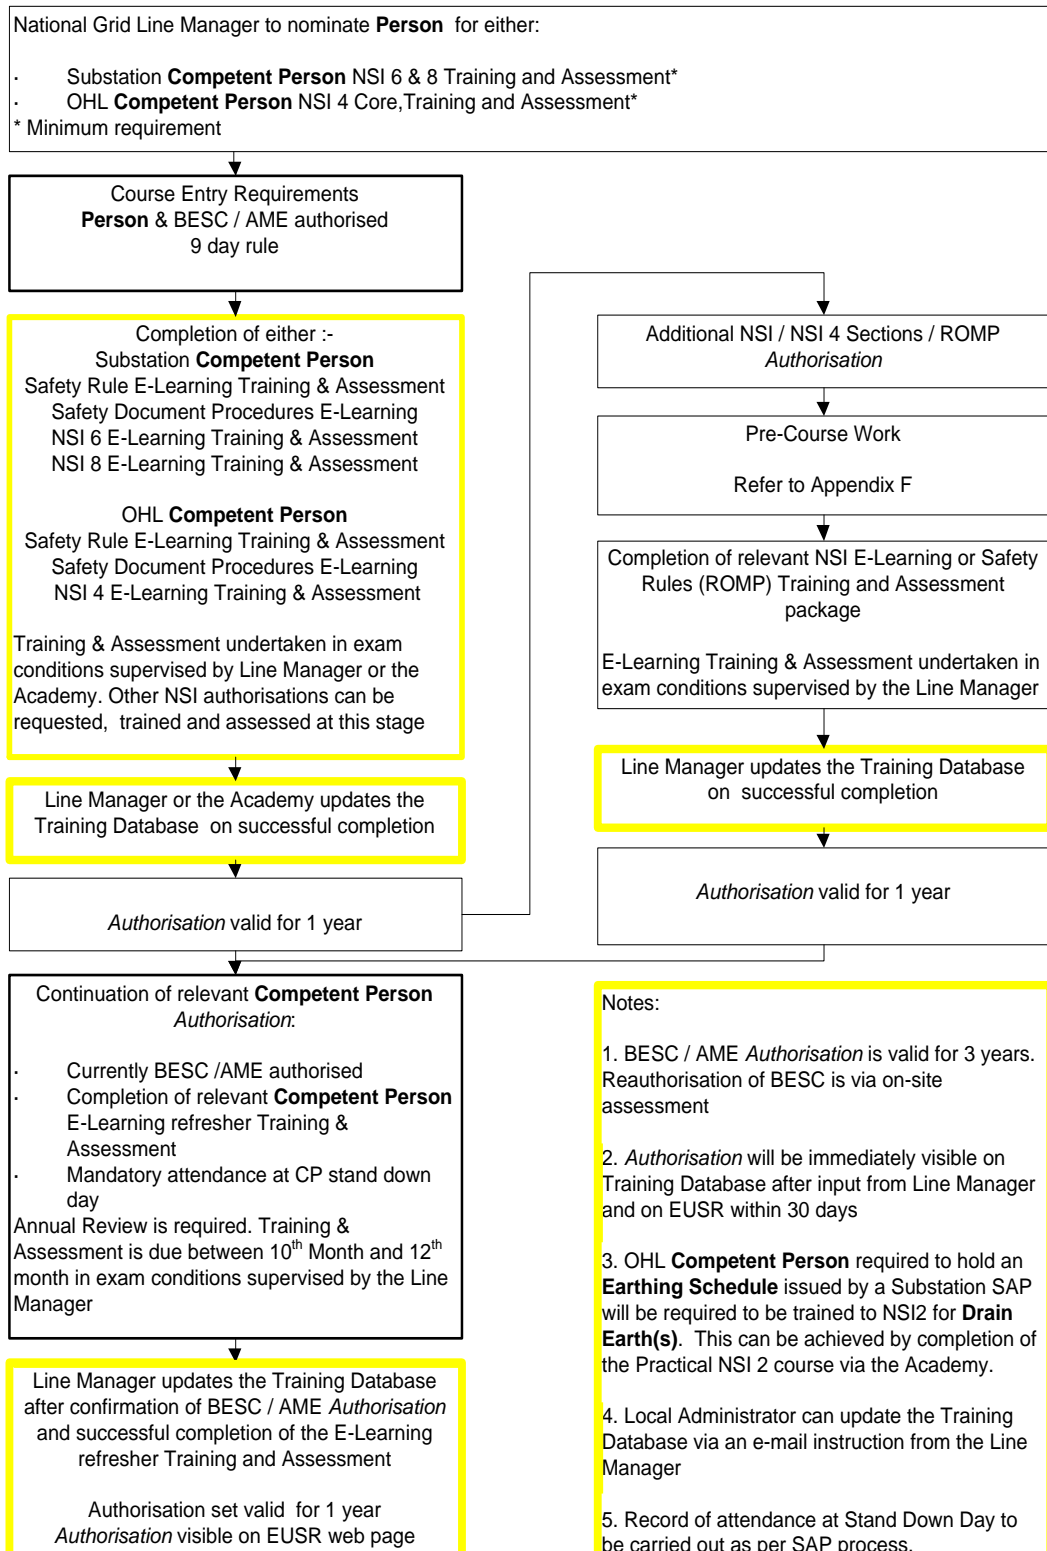 National Grid Line Manager to nominate Person for either:
· Substation Competent Person NSI 6 & 8 Training and Assessment*
· OHL Competent Person NSI 4 Core,Training and Assessment*
* Minimum requirement
Course Entry Requirements
Person & BESC / AME authorised
9 day rule
Completion of either :-
Substation Competent Person
Safety Rule E-Learning Training & Assessment
Safety Document Procedures E-Learning
NSI 6 E-Learning Training & Assessment
NSI 8 E-Learning Training & Assessment
OHL Competent Person
Safety Rule E-Learning Training & Assessment
Safety Document Procedures E-Learning
NSI 4 E-Learning Training & Assessment
Training & Assessment undertaken in exam
conditions supervised by Line Manager or the
Academy. Other NSI authorisations can be
requested, trained and assessed at this stage
Line Manager or the Academy updates the
Training Database on successful completion
Authorisation valid for 1 year
Additional NSI / NSI 4 Sections / ROMP
Authorisation
Pre-Course Work
Refer to Appendix F
Completion of relevant NSI E-Learning or Safety
Rules (ROMP) Training and Assessment
package
E-Learning Training & Assessment undertaken in
exam conditions supervised by the Line Manager
Line Manager updates the Training Database
on successful completion
Authorisation valid for 1 year
Continuation of relevant Competent Person
Authorisation:
· Currently BESC /AME authorised
· Completion of relevant Competent Person
E-Learning refresher Training &
Assessment
· Mandatory attendance at CP stand down
day
Annual Review is required. Training &
Assessment is due between 10th Month and 12th
month in exam conditions supervised by the Line
Manager
Line Manager updates the Training Database
after confirmation of BESC / AME Authorisation
and successful completion of the E-Learning
refresher Training and Assessment
Authorisation set valid for 1 year
Authorisation visible on EUSR web page
Notes:
1. BESC / AME Authorisation is valid for 3 years.
Reauthorisation of BESC is via on-site
assessment
2. Authorisation will be immediately visible on
Training Database after input from Line Manager
and on EUSR within 30 days
3. OHL Competent Person required to hold an
Earthing Schedule issued by a Substation SAP
will be required to be trained to NSI2 for Drain
Earth(s). This can be achieved by completion of
the Practical NSI 2 course via the Academy.
4. Local Administrator can update the Training
Database via an e-mail instruction from the Line
Manager
5. Record of attendance at Stand Down Day to
be carried out as per SAP process.